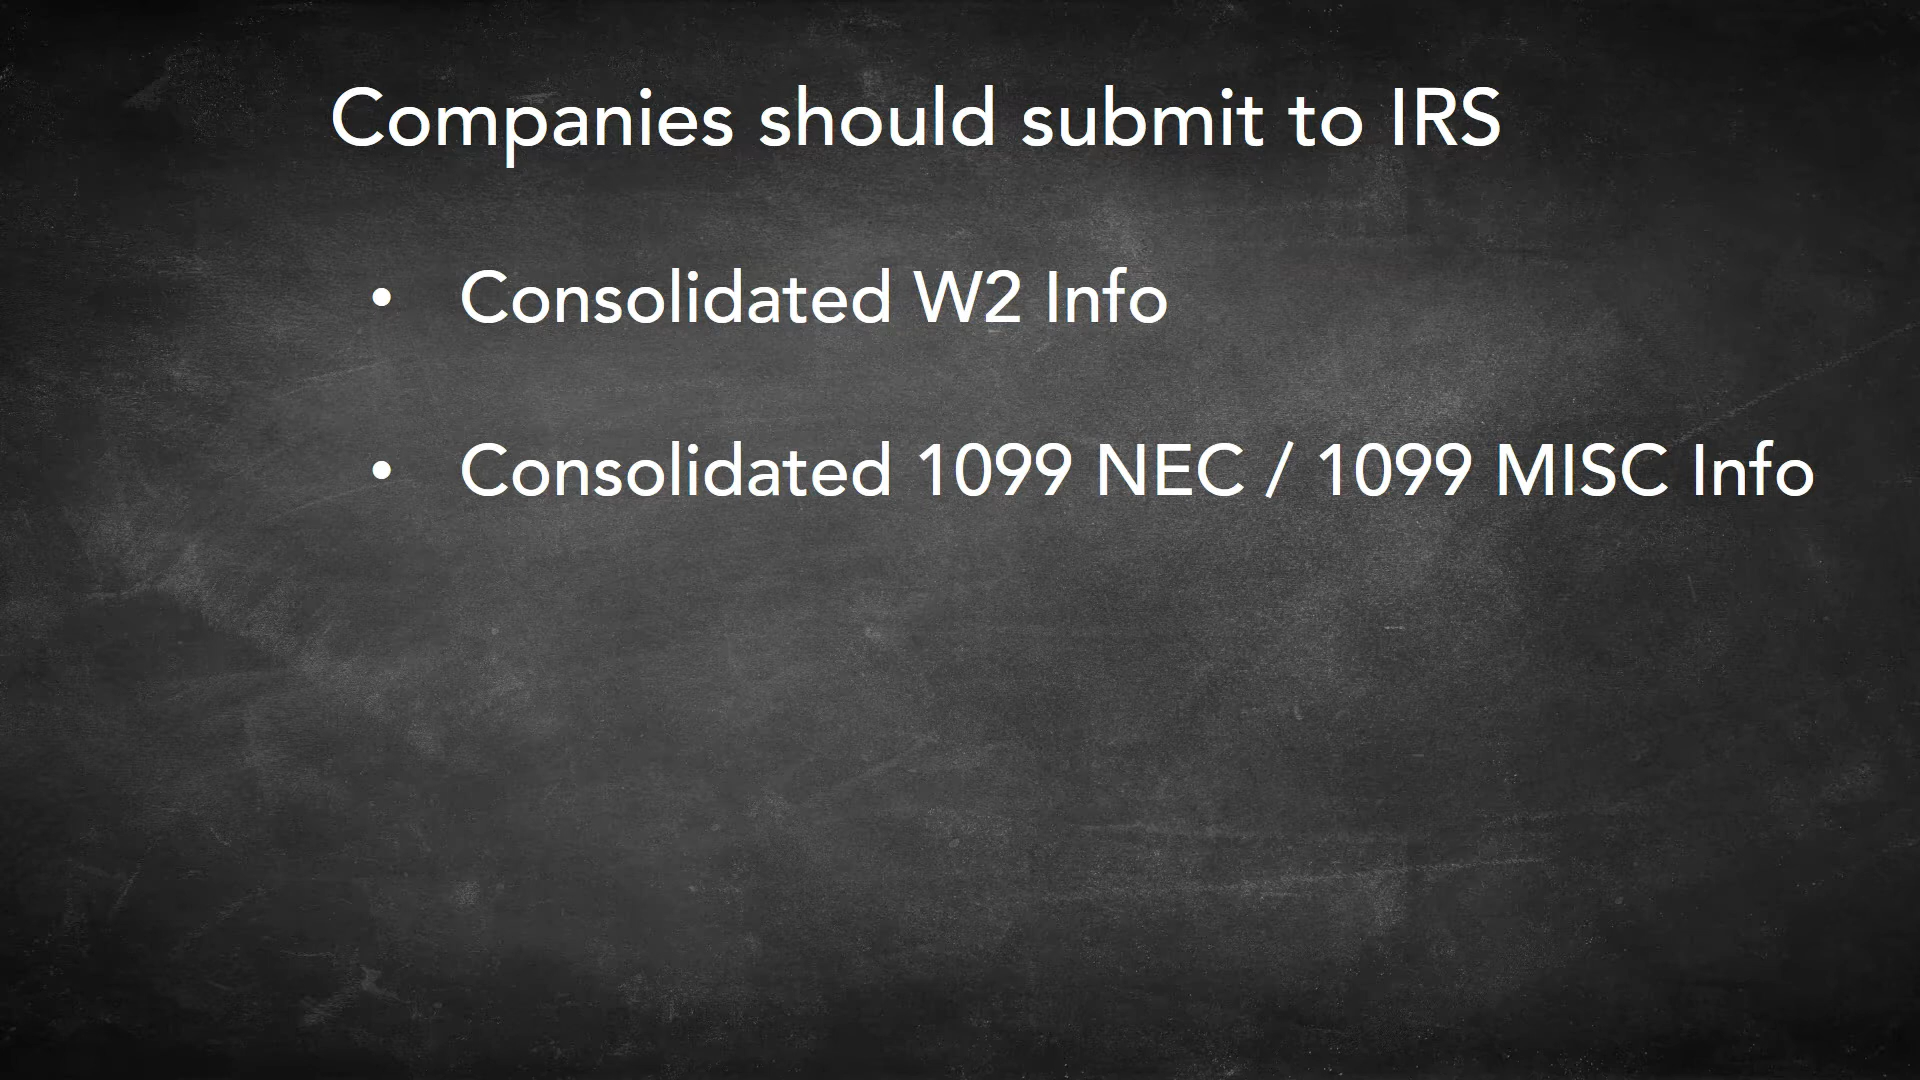 Companies should submit to IRS
• Consolidated W2 Info
• Consolidated 1099 NEC / 1099 MISC Info